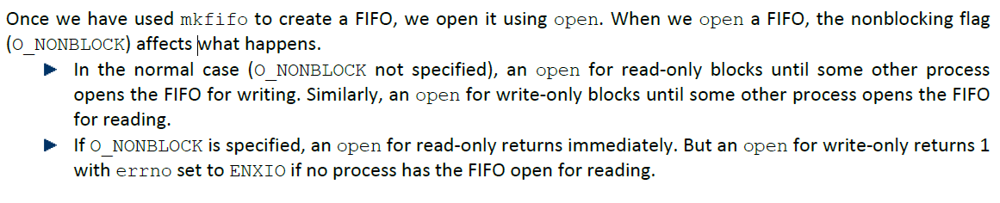 Once we have used mkfifo to create a FIFO, we open it using open. When we open a FIFO, the nonblocking flag
(O_NONBLOCK) affects what happens.
In the normal case (O_NONBLOCK not specified), an open for read-only blocks until some other process
opens the FIFO for writing. Similarly, an open for write-only blocks until some other process opens the FIFO
for reading.
If O_NONBLOCK is specified, an open for read-only returns immediately. But an open for write-only returns 1
with errno set to ENXIO if no process has the FIFO open for reading.